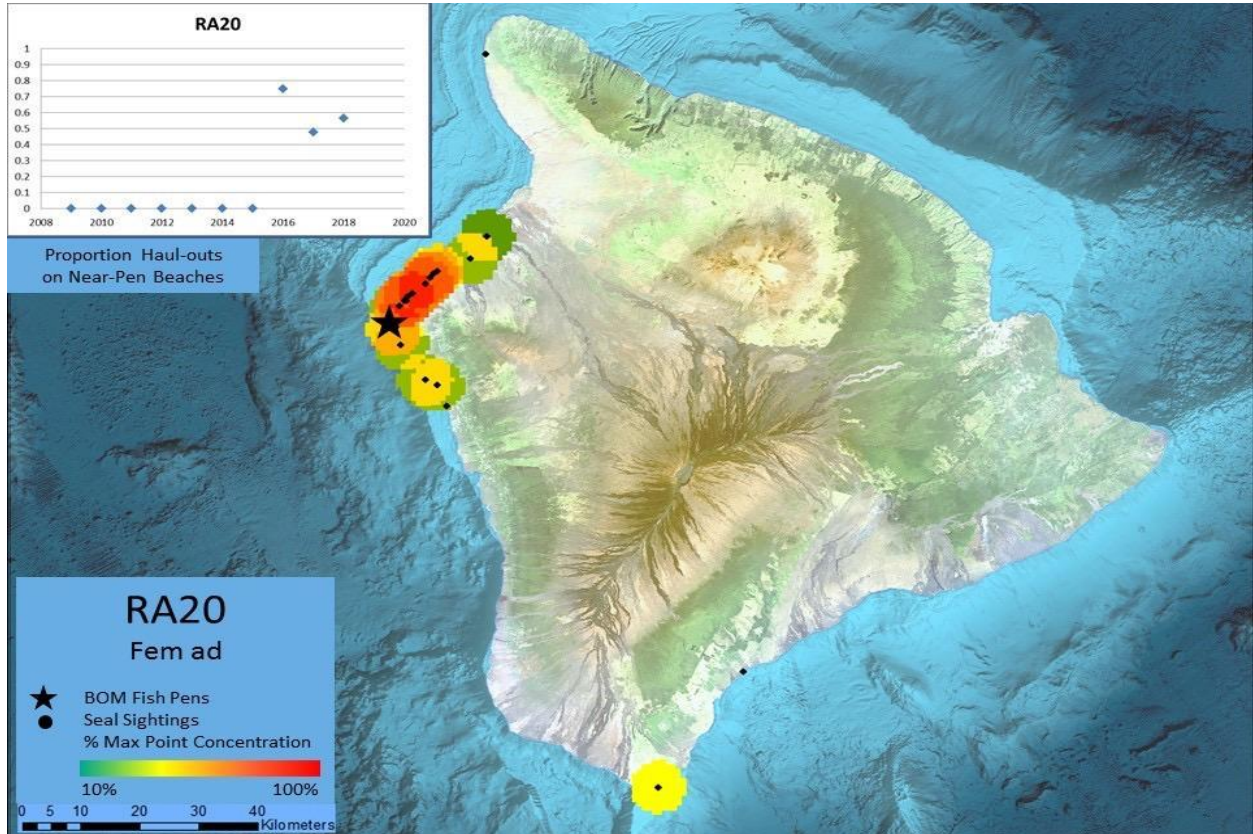 RA20
1
0.9
0.8
0.7
0.6
0.5
0.4
0.3
0.2
0.1
0
2008 2010 2012 2014 2016 2018 2020
Proportion Haul-outs
on Near-Pen Beaches
RA20
Fem ad
BOM Fish Pens
Seal Sightings
% Max Point Concentration
10% 100%
0 5 10 20 30 40
Kilometers